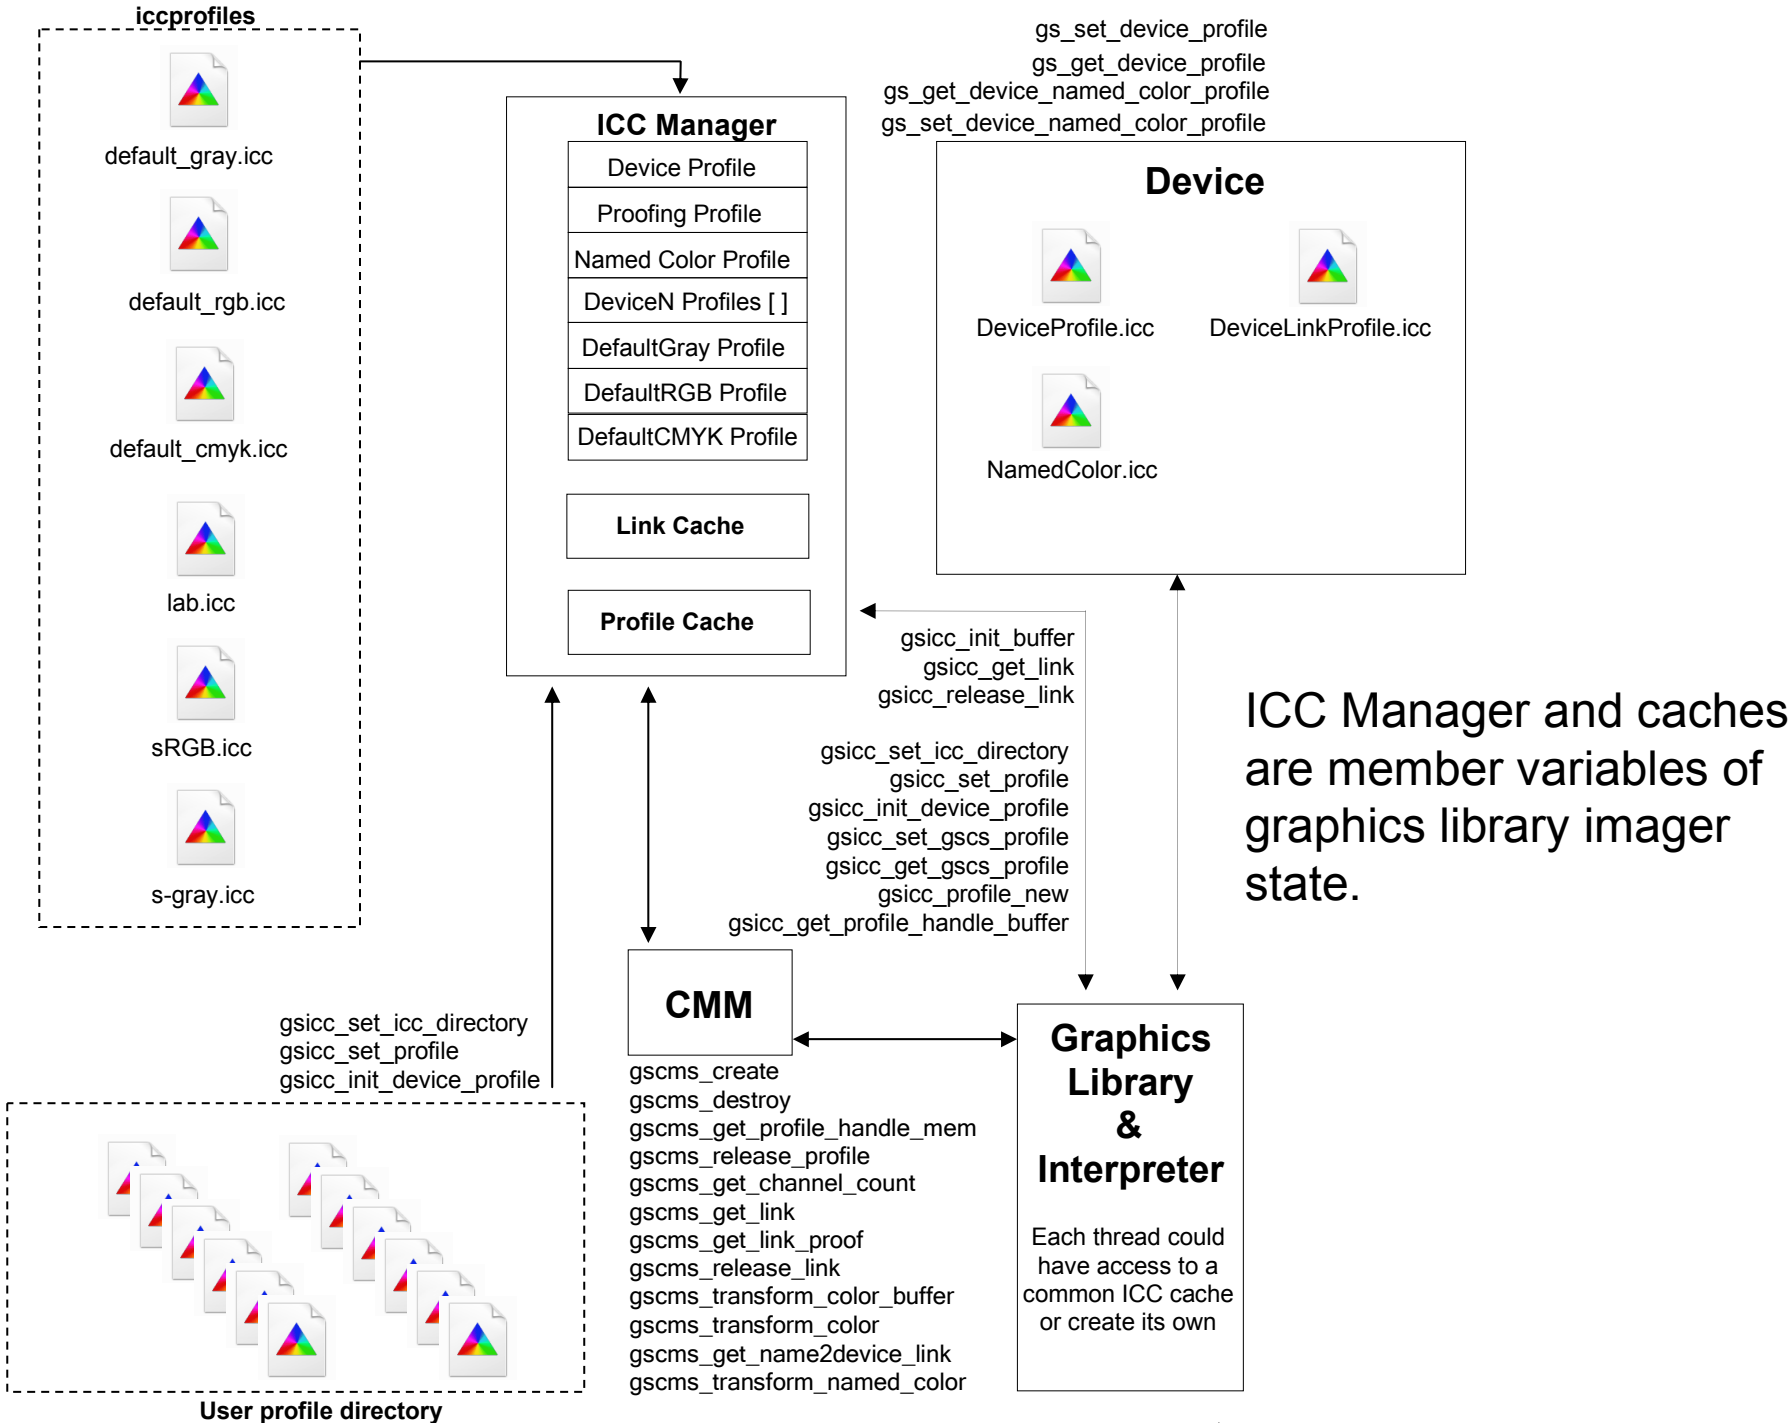 iccprofiles
default_gray.icc
default_rgb.icc
default_cmyk.icc
lab.icc
sRGB.icc
s-gray.icc
ICC Manager
Device Profile
Proofing Profile
Named Color Profile
DeviceN Profiles [ ]
DefaultGray Profile
DefaultRGB Profile
DefaultCMYK Profile
Link Cache
Profile Cache
gs_set_device_profile
gs_get_device_profile
gs_get_device_named_color_profile
gs_set_device_named_color_profile
Device
DeviceProfile.icc
DeviceLinkProfile.icc
NamedColor.icc
gsicc_init_buffer
gsicc_get_link
gsicc_release_link
gsicc_set_icc_directory
gsicc_set_profile
gsicc_init_device_profile
gsicc_set_gscs_profile
gsicc_get_gscs_profile
gsicc_profile_new
gsicc_get_profile_handle_buffer
ICC Manager and caches
are member variables of
graphics library imager
state.
gsicc_set_icc_directory
gsicc_set_profile
gsicc_init_device_profile
User profile directory
CMM
gscms_create
gscms_destroy
gscms_get_profile_handle_mem
gscms_release_profile
gscms_get_channel_count
gscms_get_link
gscms_get_link_proof
gscms_release_link
gscms_transform_color_buffer
gscms_transform_color
gscms_get_name2device_link
gscms_transform_named_color
Graphics
Library
&
Interpreter
Each thread could
have access to a
common ICC cache
or create its own